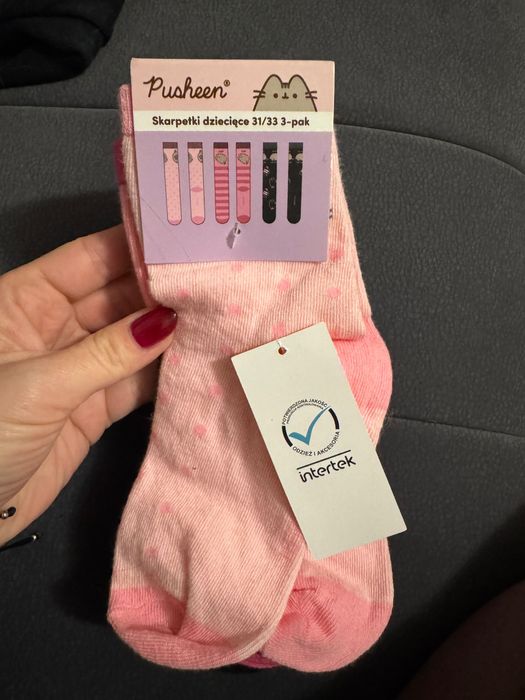 Pusheen®
Skarpetki dziecięce 31/33 3-pak
POTWIERDZONA JAKOŚĆ
ODZIEŻ I AKCESORIA
intertek